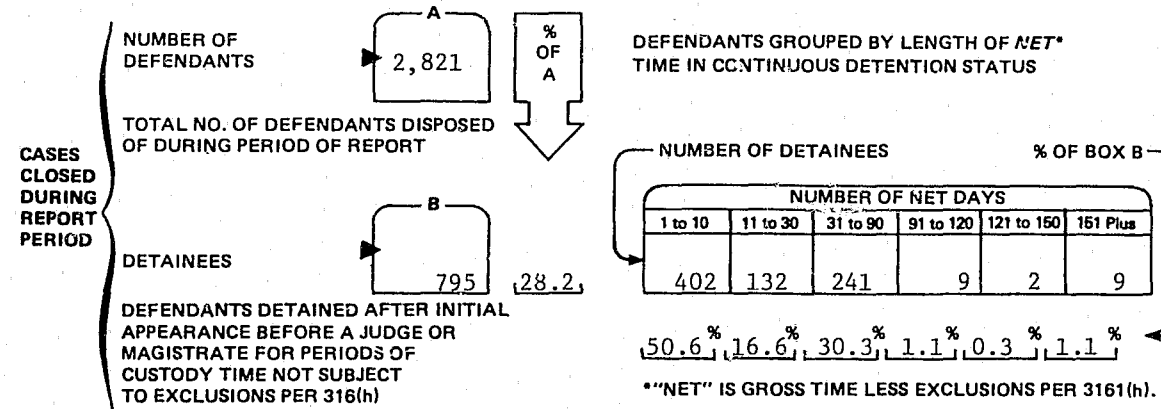 A
NUMBER OF
DEFENDANTS
2,821
%
OF
A
TOTAL NO. OF DEFENDANTS DISPOSED
OF DURING PERIOD OF REPORT
CASES
CLOSED
DURING
REPORT
PERIOD
B
DETAINEES
795 28.2
DEFENDANTS DETAINED AFTER INITIAL
APPEARANCE BEFORE A JUDGE OR
MAGISTRATE FOR PERIODS OF
CUSTODY TIME NOT SUBJECT
TO EXCLUSIONS PER 316(h)
DEFENDANTS GROUPED BY LENGTH OF NET*
TIME IN CONTINUOUS DETENTION STATUS
NUMBER OF DETAINEES % OF BOX B
NUMBER OF NET DAYS
1 to 10 11 to 30 31 to 90 91 to 120 121 to 150 151 Plus
402 132 241 9 2 9
50.6% 16.6% 30.3% 1.1% 0.3% 1.1%
*"NET" IS GROSS TIME LESS EXCLUSIONS PER 3161(h).